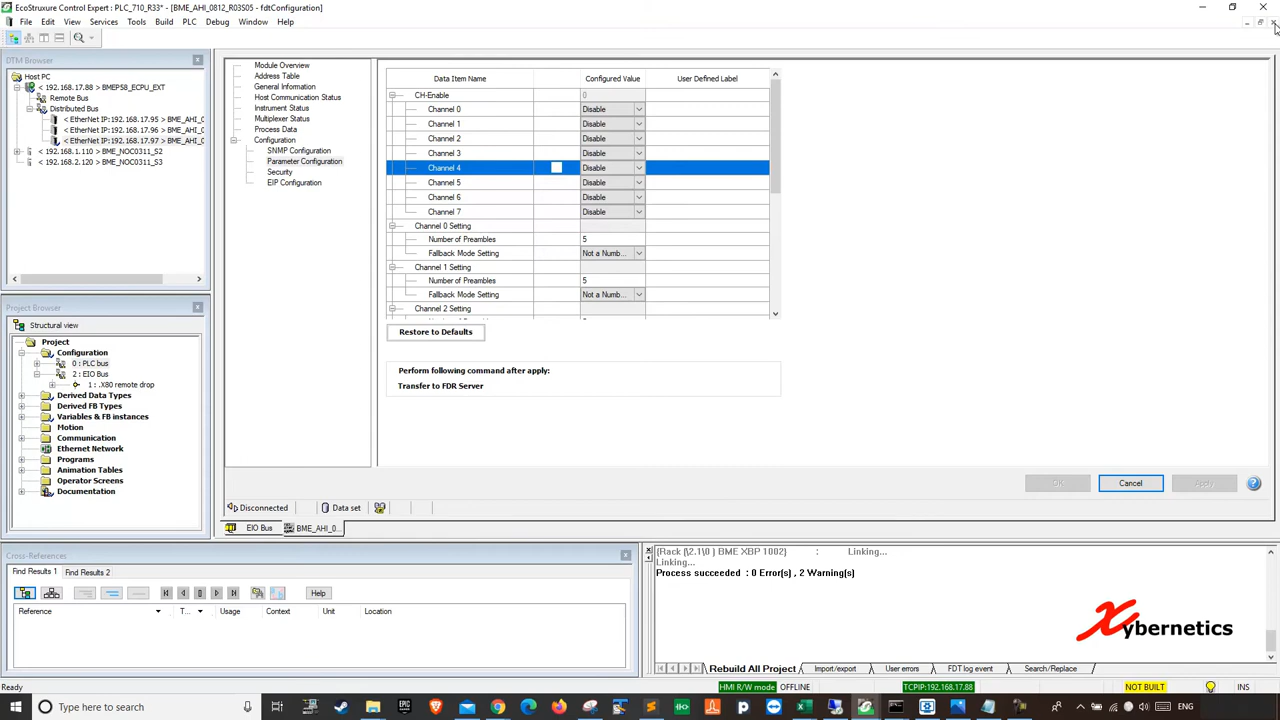 EcoStruxure Control Expert : PLC_710_R33* - [BME_AHI_0812_R03S05 - fdtConfiguration]
File Edit View Services Tools Build PLC Debug Window Help
DTM Browser
Host PC
< 192.168.17.88 > BMEP58_ECPU_EXT
Remote Bus
Distributed Bus
< EtherNet IP:192.168.17.95 > BME_AHI_0
< EtherNet IP:192.168.17.96 > BME_AHI_0
< EtherNet IP:192.168.17.97 > BME_AHI_0
< 192.168.1.110 > BME_NOC0311_S2
< 192.168.2.120 > BME_NOC0311_S3
Project Browser
Structural view
Project
Configuration
0 : PLC bus
2 : EIO Bus
1 : .X80 remote drop
Derived Data Types
Derived FB Types
Variables & FB instances
Motion
Communication
Ethernet Network
Programs
Animation Tables
Operator Screens
Documentation
Module Overview
Address Table
General Information
Host Communication Status
Instrument Status
Multiplexer Status
Process Data
Configuration
SNMP Configuration
Parameter Configuration
Security
EIP Configuration
Data Item Name Configured Value User Defined Label
CH-Enable 0
Channel 0 Disable
Channel 1 Disable
Channel 2 Disable
Channel 3 Disable
Channel 4 Disable
Channel 5 Disable
Channel 6 Disable
Channel 7 Disable
Channel 0 Setting
Number of Preambles 5
Fallback Mode Setting Not a Numb...
Channel 1 Setting
Number of Preambles 5
Fallback Mode Setting Not a Numb...
Channel 2 Setting
Restore to Defaults
Perform following command after apply:
Transfer to FDR Server
OK Cancel Apply
Disconnected Data set
EIO Bus BME_AHI_0...
Cross-References
Find Results 1 Find Results 2
Help
Reference T... Usage Context Unit Location
{Rack (\2.1\0 ) BME XBP 1002} : Linking...
Linking...
Process succeeded : 0 Error(s) , 2 Warning(s)
Xybernetics
Rebuild All Project Import/export User errors FDT log event Search/Replace
Ready HMI R/W mode OFFLINE TCPIP:192.168.17.88 NOT BUILT INS
Type here to search
ENG